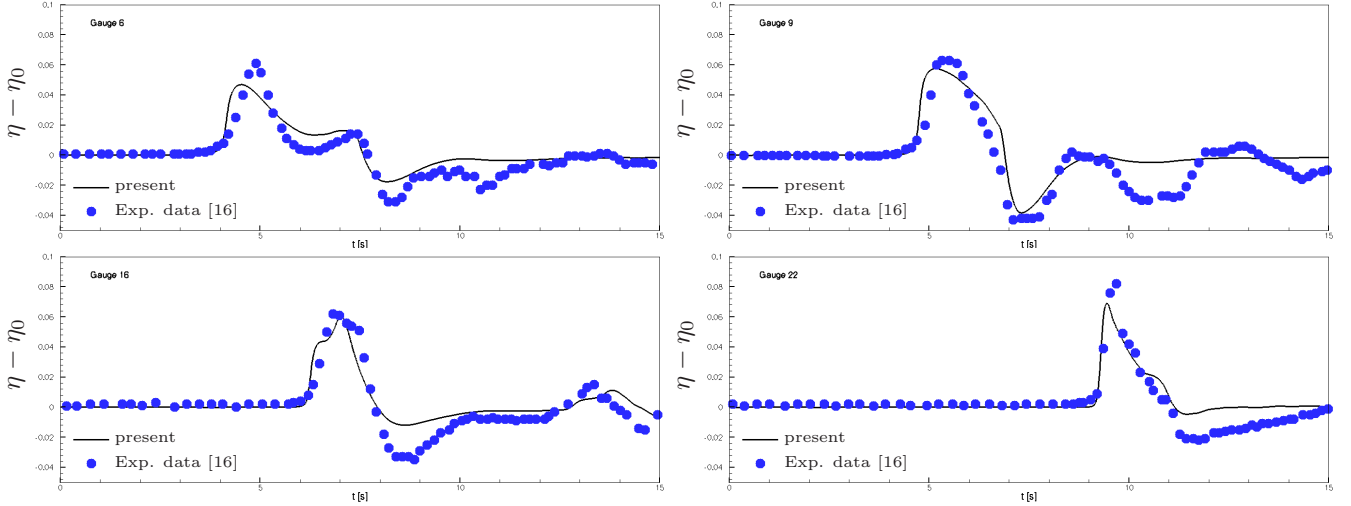 Gauge 6
0.1
0.08
0.06
0.04
0.02
0
-0.02
-0.04
η − η0
present
Exp. data [16]
0
5
10
15
t [s]
Gauge 9
0.1
0.08
0.06
0.04
0.02
0
-0.02
-0.04
η − η0
present
Exp. data [16]
0
5
10
15
t [s]
Gauge 16
0.1
0.08
0.06
0.04
0.02
0
-0.02
-0.04
η − η0
present
Exp. data [16]
0
5
10
15
t [s]
Gauge 22
0.1
0.08
0.06
0.04
0.02
0
-0.02
-0.04
η − η0
present
Exp. data [16]
0
5
10
15
t [s]